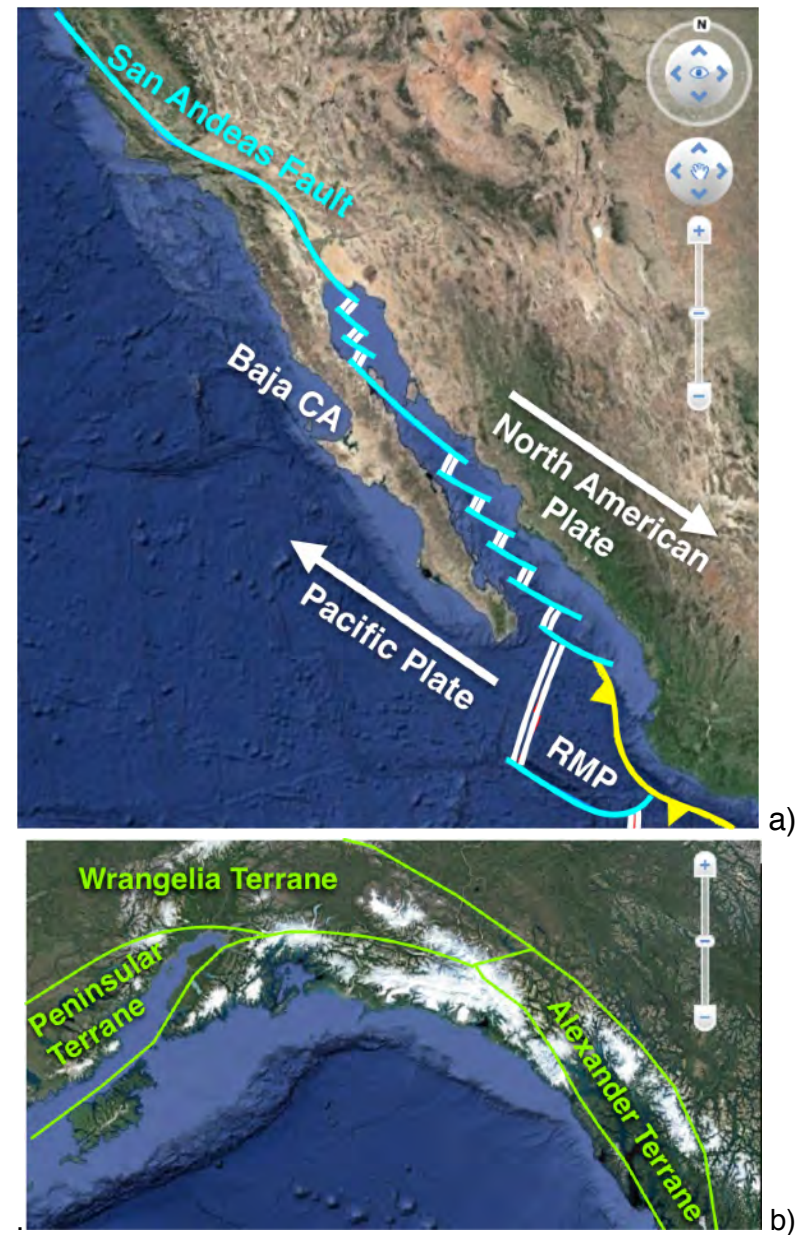 N
San Andeas Fault
Baja CA
North American
Plate
Pacific Plate
RMP
a)
Wrangelia Terrane
Peninsular
Terrane
Alexander Terrane
.
b)